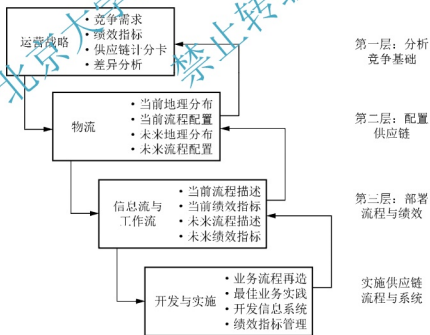 运营战略
• 竞争需求
• 绩效指标
• 供应链计分卡
• 差异分析
第一层：分析
竞争基础
物流
• 当前地理分布
• 当前流程配置
• 未来地理分布
• 未来流程配置
第二层：配置
供应链
信息流与
工作流
• 当前流程描述
• 当前绩效指标
• 未来流程描述
• 未来绩效指标
第三层：部署
流程与绩效
开发与实施
• 业务流程再造
• 最佳业务实践
• 开发信息系统
• 绩效指标管理
实施供应链
流程与系统
北京大学
禁止转